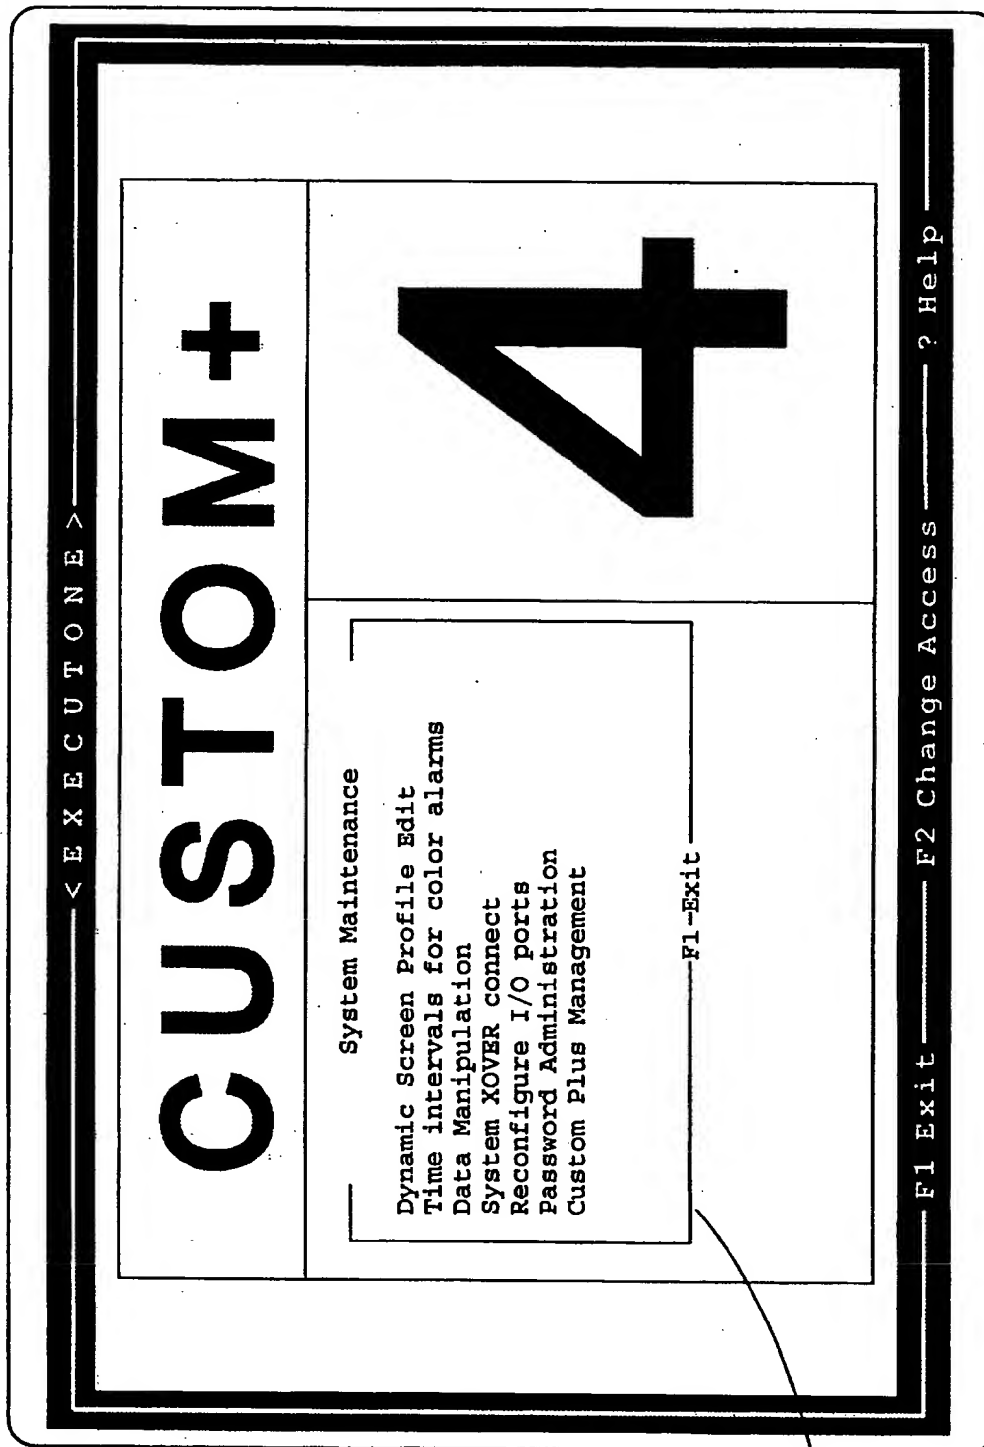 < E X E C U T O N E >
CUSTOM+
System Maintenance
Dynamic Screen Profile Edit
Time intervals for color alarms
Data Manipulation
System XOVER connect
Reconfigure I/O ports
Password Administration
Custom Plus Management
F1-Exit
4
F1 Exit F2 Change Access ? Help